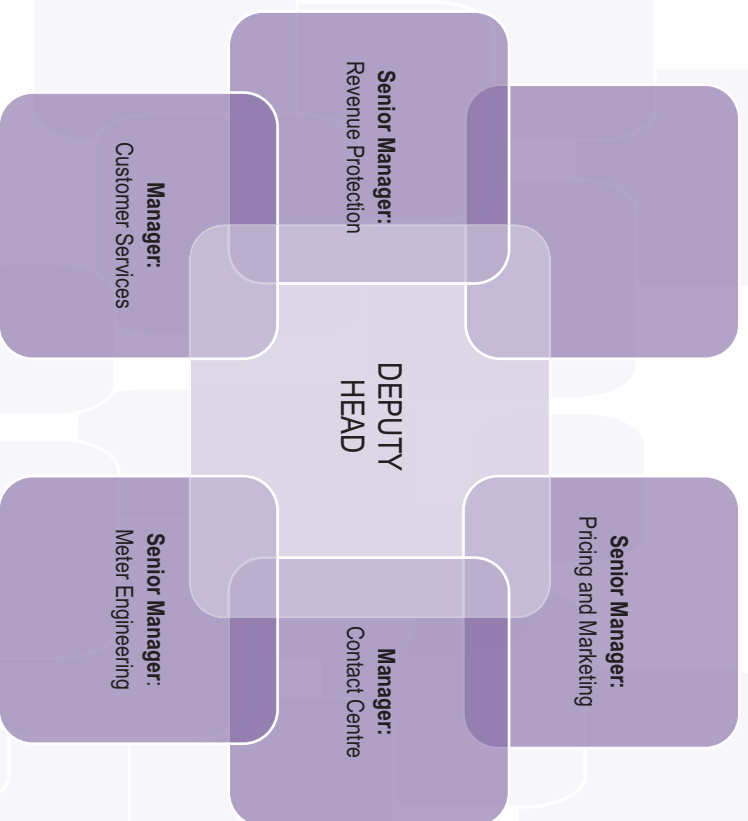 Senior Manager:
Pricing and Marketing
Senior Manager:
Revenue Protection
DEPUTY
HEAD
Manager:
Contact Centre
Manager:
Customer Services
Senior Manager:
Meter Engineering